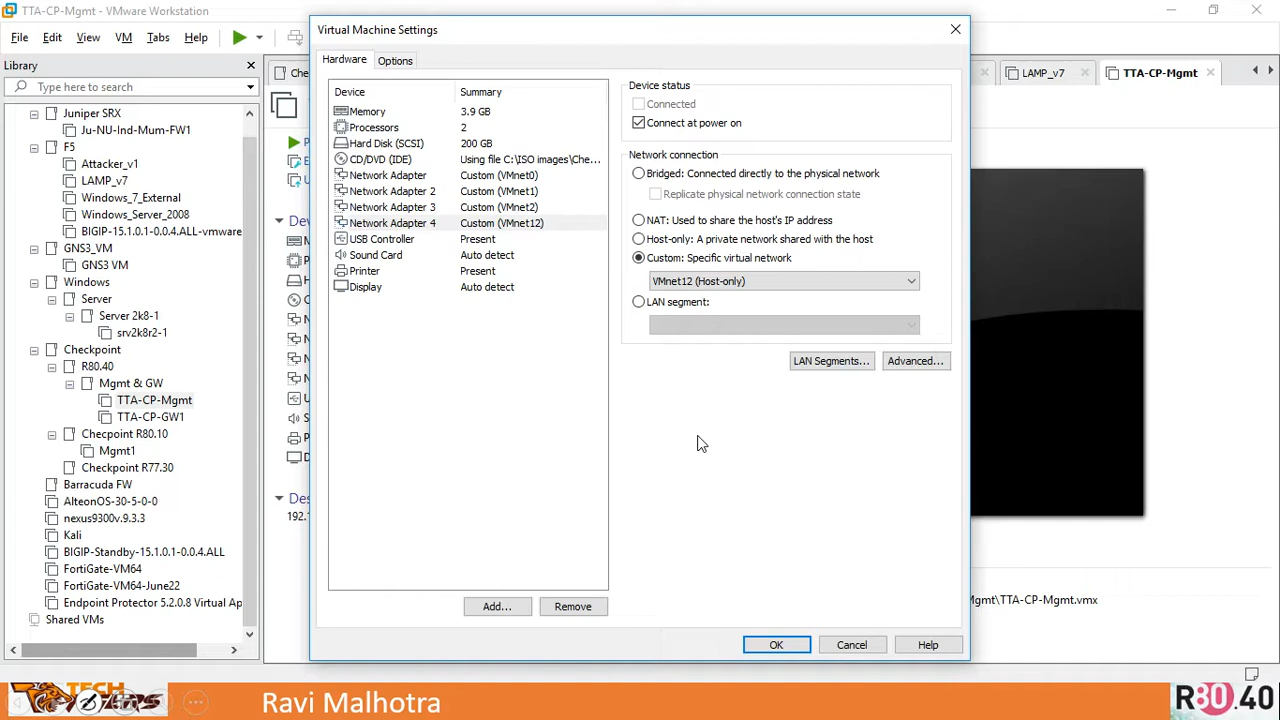 TTA-CP-Mgmt - VMware Workstation
File Edit View VM Tabs Help
Library
Type here to search
Juniper SRX
Ju-NU-Ind-Mum-FW1
F5
Attacker_v1
LAMP_v7
Windows_7_External
Windows_Server_2008
BIGIP-15.1.0.1-0.0.4.ALL-vmware
GNS3_VM
GNS3 VM
Windows
Server
Server 2k8-1
srv2k8r2-1
Checkpoint
R80.40
Mgmt & GW
TTA-CP-Mgmt
TTA-CP-GW1
Checpoint R80.10
Mgmt1
Checkpoint R77.30
Barracuda FW
AlteonOS-30-5-0-0
nexus9300v.9.3.3
Kali
BIGIP-Standby-15.1.0.1-0.0.4.ALL
FortiGate-VM64
FortiGate-VM64-June22
Endpoint Protector 5.2.0.8 Virtual Ap
Shared VMs
Che
LAMP_v7
TTA-CP-Mgmt
De
De
192.1
Mgmt\TTA-CP-Mgmt.vmx
Virtual Machine Settings
Hardware Options
Device Summary
Memory 3.9 GB
Processors 2
Hard Disk (SCSI) 200 GB
CD/DVD (IDE) Using file C:\ISO images\Che...
Network Adapter Custom (VMnet0)
Network Adapter 2 Custom (VMnet1)
Network Adapter 3 Custom (VMnet2)
Network Adapter 4 Custom (VMnet12)
USB Controller Present
Sound Card Auto detect
Printer Present
Display Auto detect
Add... Remove
Device status
Connected
Connect at power on
Network connection
Bridged: Connected directly to the physical network
Replicate physical network connection state
NAT: Used to share the host's IP address
Host-only: A private network shared with the host
Custom: Specific virtual network
VMnet12 (Host-only)
LAN segment:
LAN Segments... Advanced...
OK Cancel Help
TECH
Ravi Malhotra
R80.40